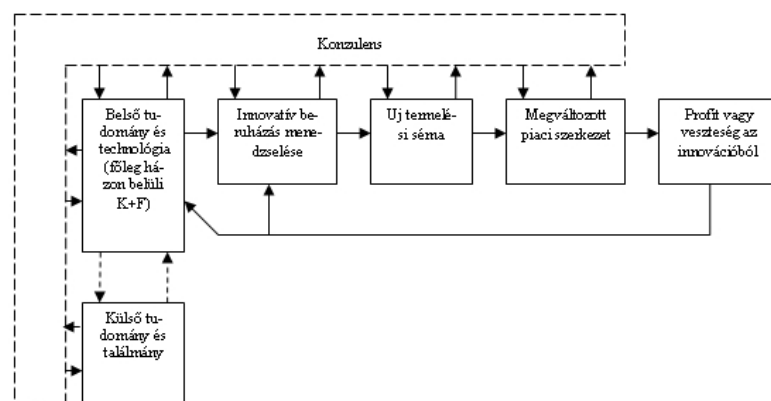 Konzulens
Belső tu-
domány és
technológia
(főleg há-
zon belüli
K+F)
Innovatív be-
ruházás mene-
dzselése
Uj termelé-
si séma
Megváltozott
piaci szerkezet
Profit vagy
veszteség az
innovációból
Külső tu-
domány és
találmány